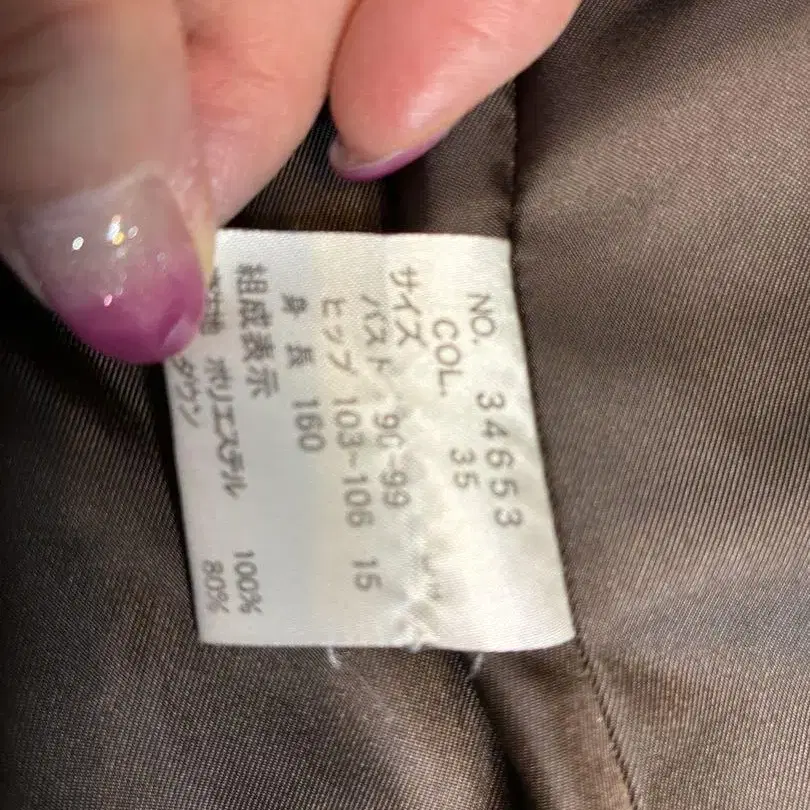 NO. 34653
COL. 35
サイズ
バスト 90-99
ヒップ 103~106 15
身長 160
組成表示
ポリエステル 100%
ダウン 80%